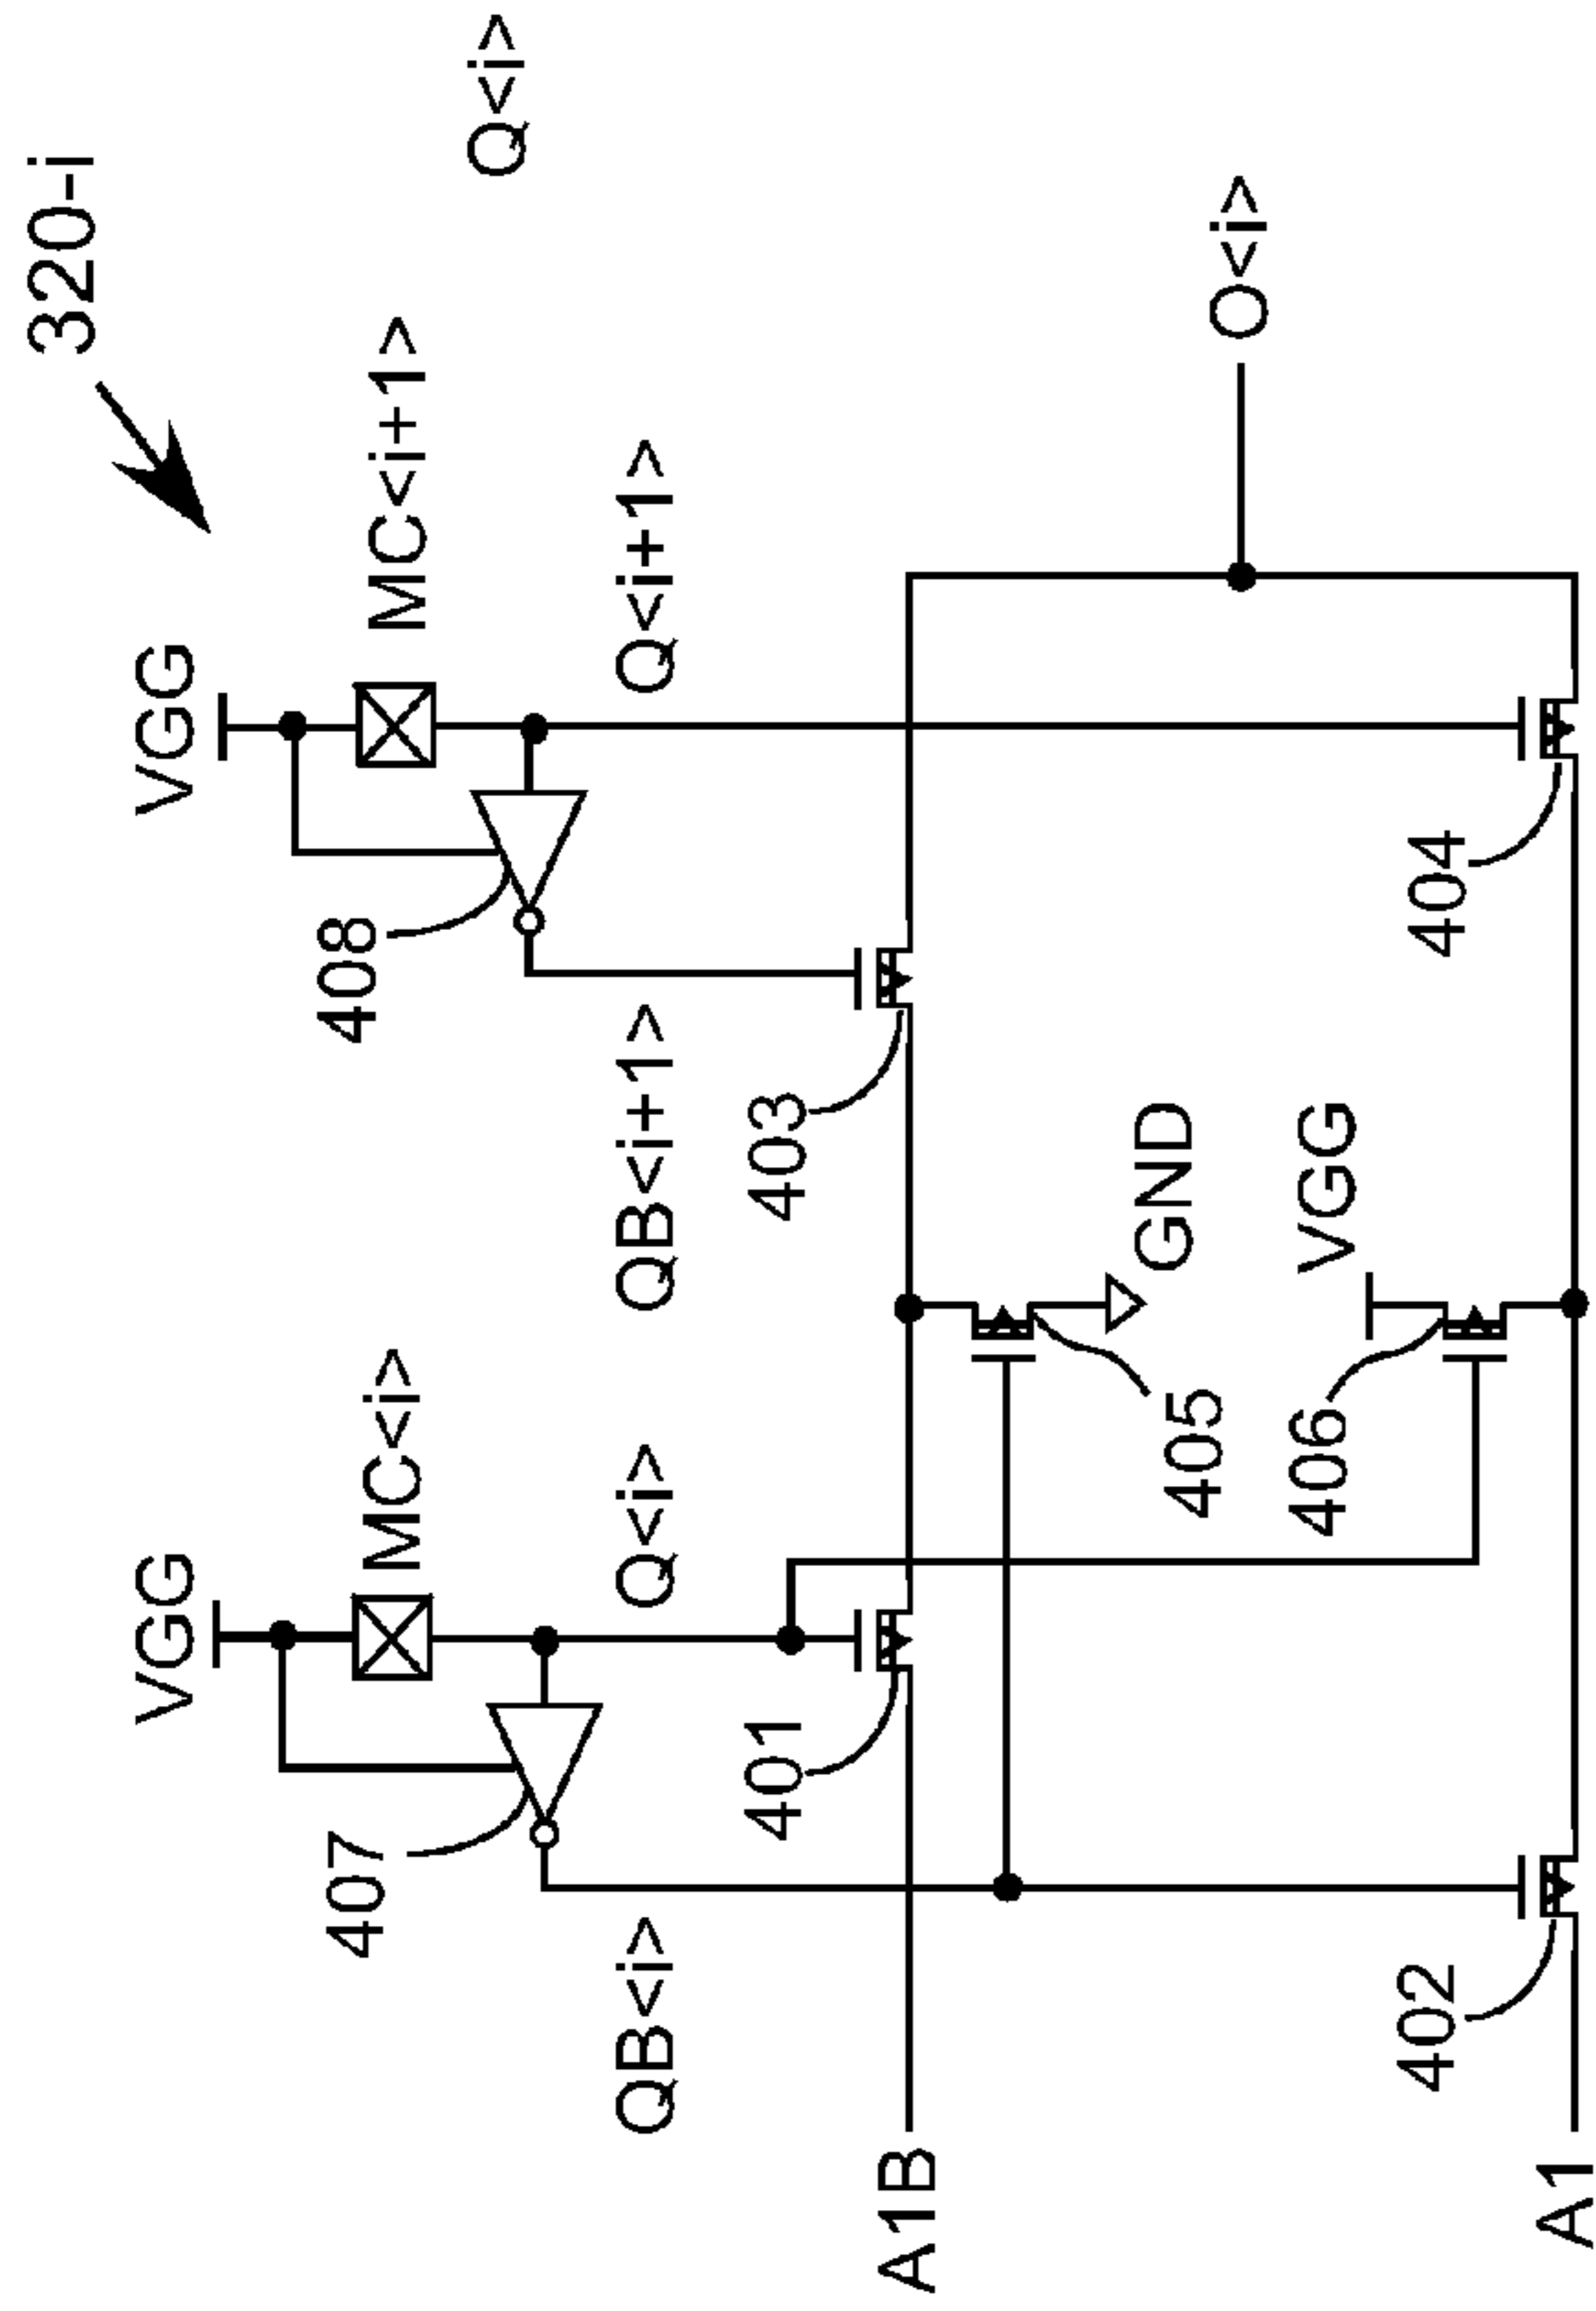 320-i
Q<i>
VGG
VGG
MC<i>
MC<i+1>
407
408
QB<i>
Q<i>
QB<i+1>
Q<i+1>
401
403
A1B
405
GND
O<i>
406
VGG
402
404
A1